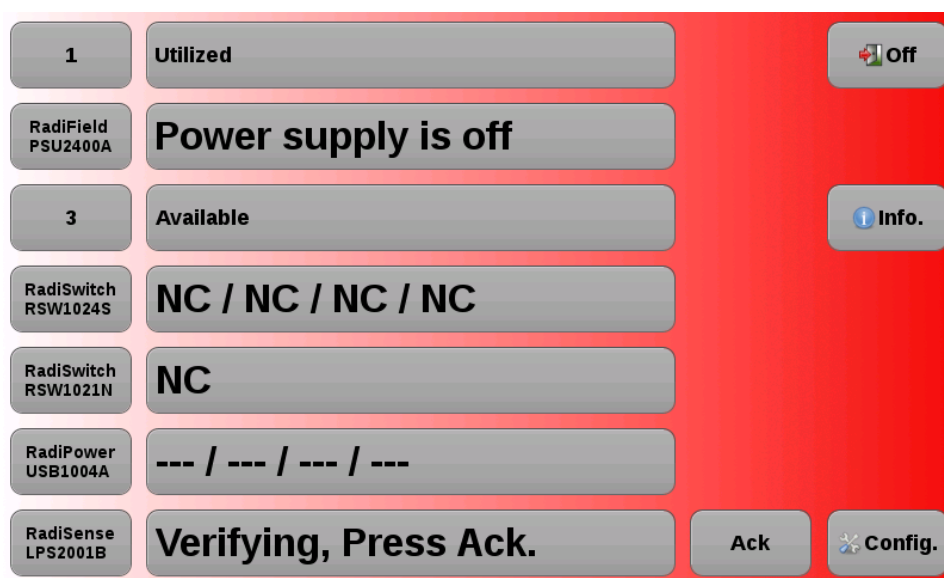 1 Utilized Off
RadiField
PSU2400A
Power supply is off
3 Available Info.
RadiSwitch
RSW1024S
NC / NC / NC / NC
RadiSwitch
RSW1021N
NC
RadiPower
USB1004A
--- / --- / --- / ---
RadiSense
LPS2001B
Verifying, Press Ack. Ack Config.